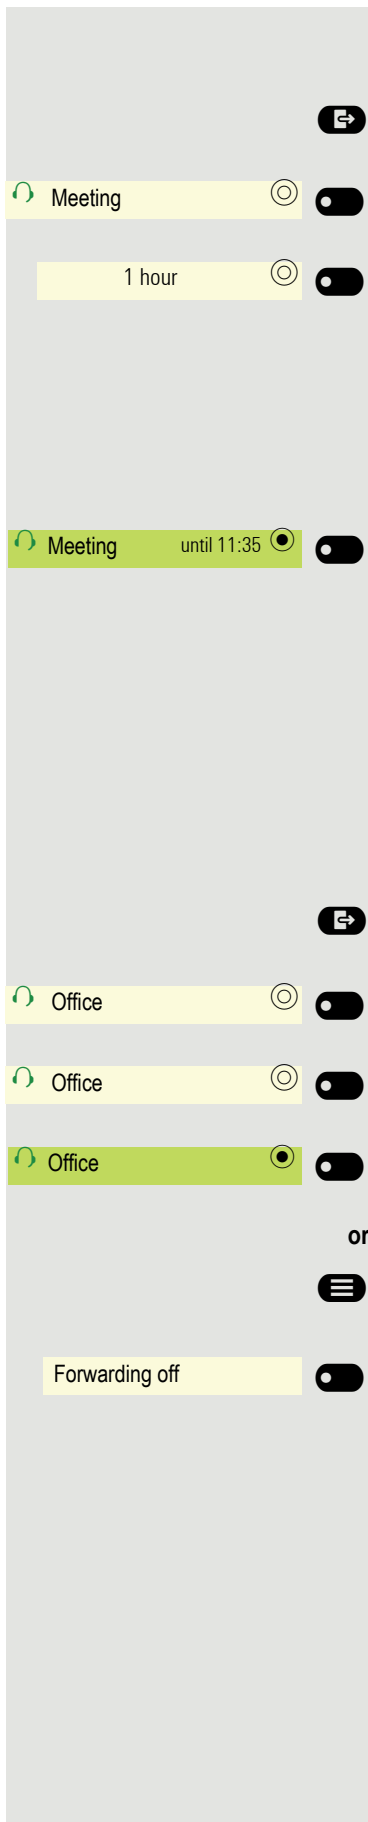 Meeting
1 hour
Meeting until 11:35
Office
Office
Office
or
Forwarding off